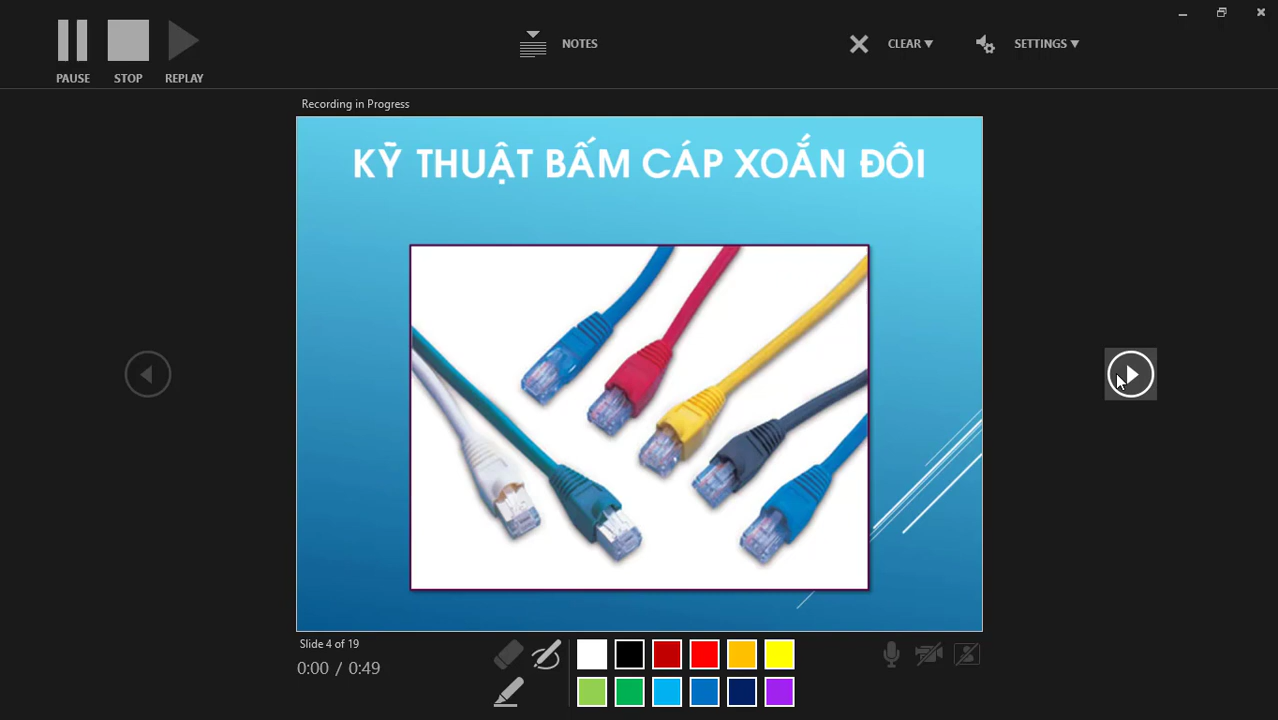 PAUSE
STOP
REPLAY
NOTES
CLEAR
SETTINGS
Recording in Progress
KỸ THUẬT BẤM CÁP XOẮN ĐÔI
Slide 4 of 19
0:00 / 0:49